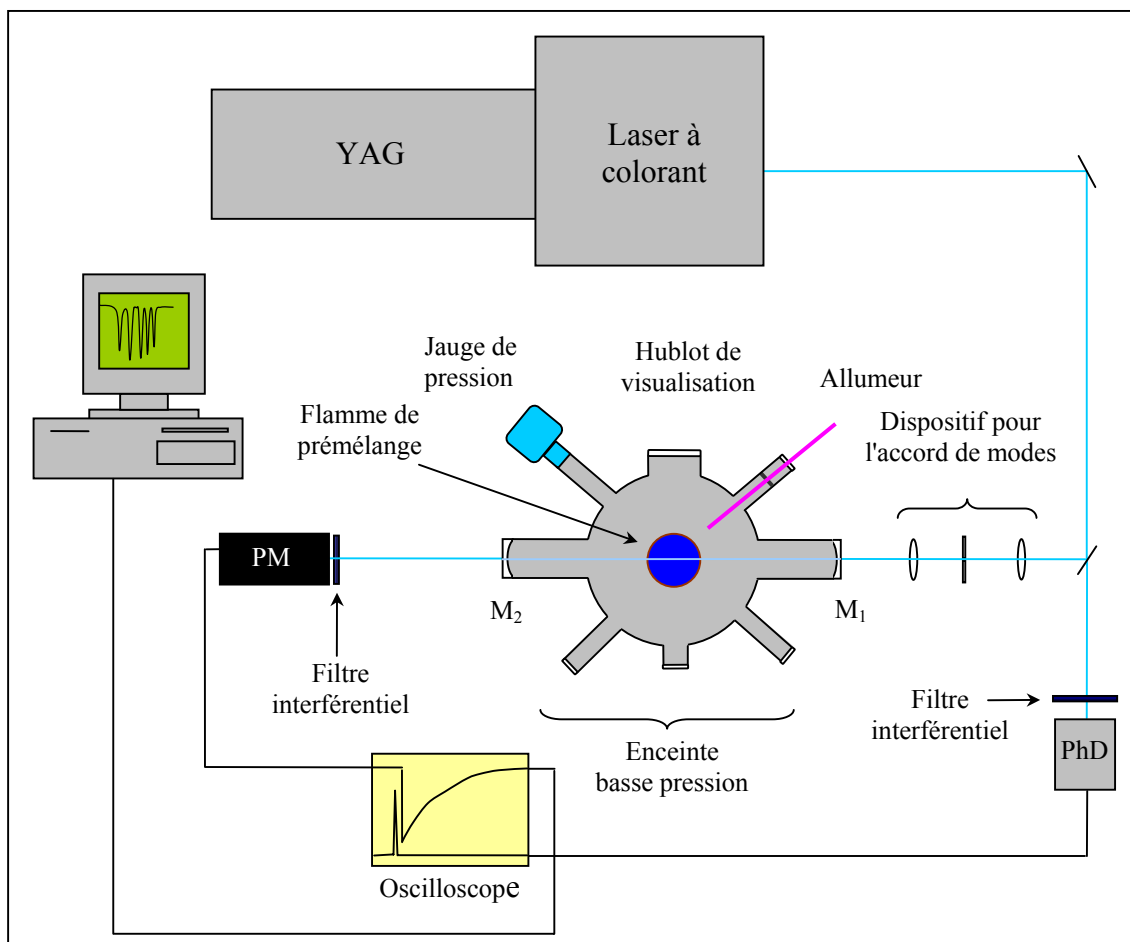 YAG
Laser à
colorant
Jauge de
pression
Hublot de
visualisation
Allumeur
Flamme de
prémélange
Dispositif pour
l'accord de modes
PM
M2
M1
Filtre
interférentiel
Filtre
interférentiel
Enceinte
basse pression
PhD
Oscilloscope